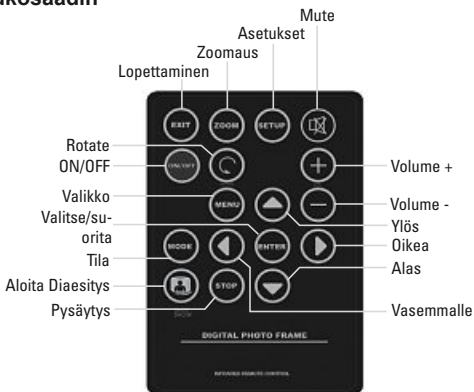 Mute
Asetukset
Zoomaus
Lopettaminen
EXIT
ZOOM
SETUP
Rotate
ON/OFF
ON/OFF
Volume +
Valikko
MENU
Volume -
Valitse/su-
orita
Ylös
MODE
ENTER
Oikea
Tila
Alas
Aloita Diaesitys
STOP
Pysäytys
Vasemmalle
DIGITAL PHOTO FRAME
INFRARED REMOTE CONTROL